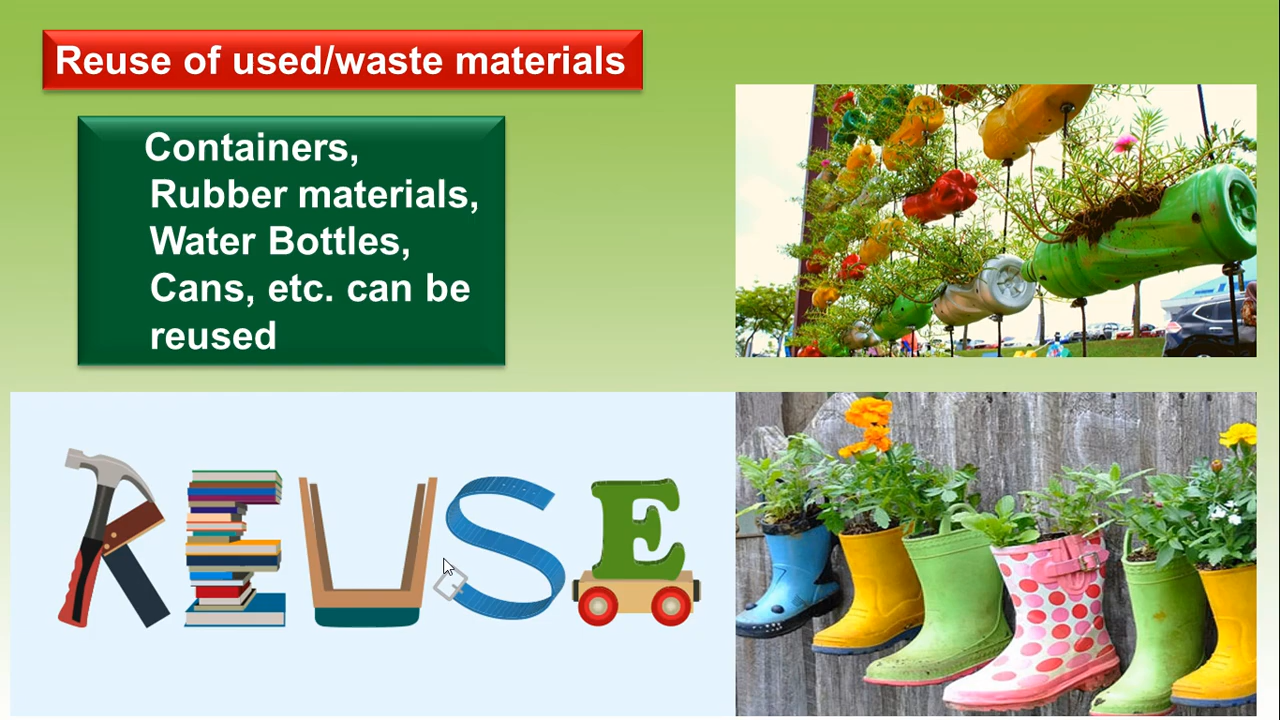 Reuse of used/waste materials
Containers,
Rubber materials,
Water Bottles,
Cans, etc. can be
reused
REUSE